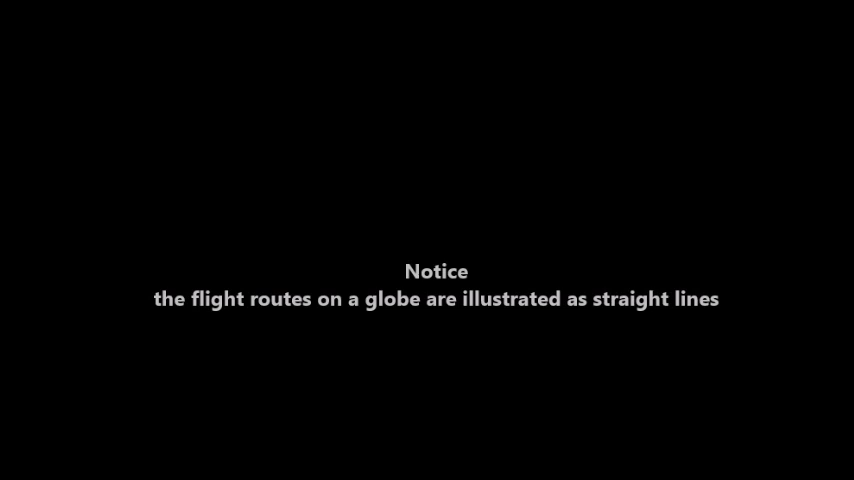 Notice
the flight routes on a globe are illustrated as straight lines